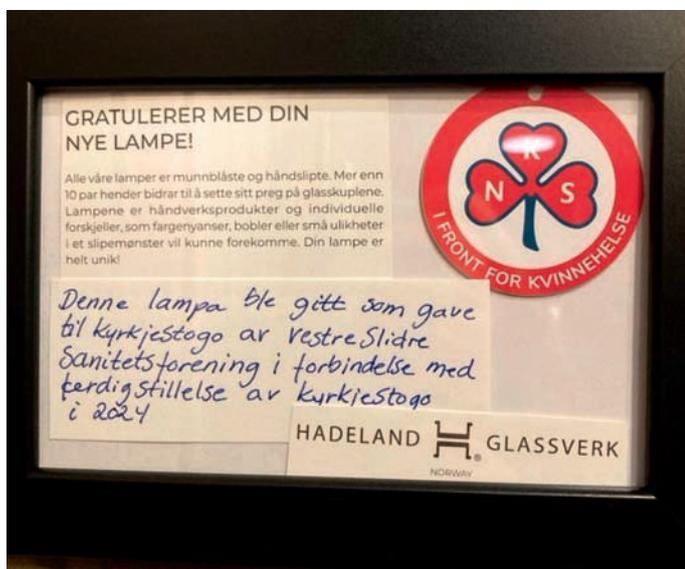 GRATULERER MED DIN
NYE LAMPE!
Alle våre lamper er munnblåste og håndslipte. Mer enn
10 par hender bidrar til å sette sitt preg på glasskuplene.
Lampene er håndverksprodukter og individuelle
forskjeller, som fargenyanser, bobler eller små ulikheter
i et slipemønster vil kunne forekomme. Din lampe er
helt unik!
N K S
I FRONT FOR KVINNEHELSE
Denne lampa ble gitt som gave
til Kyrkjestogo av Vestre Slidre
Sanitetsforening i forbindelse med
ferdigstillelse av Kyrkjestogo
i 2024
HADELAND H® GLASSVERK
NORWAY